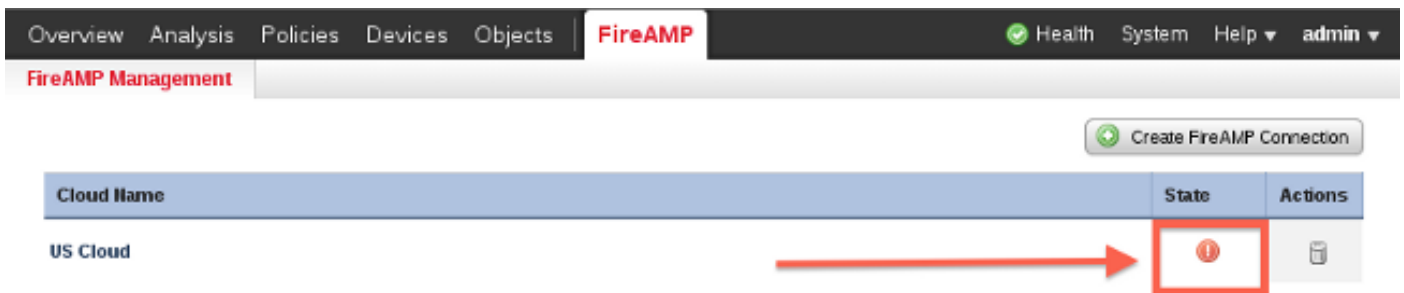 Overview Analysis Policies Devices Objects FireAMP Health System Help admin
FireAMP Management
Create FireAMP Connection
Cloud Name State Actions
US Cloud